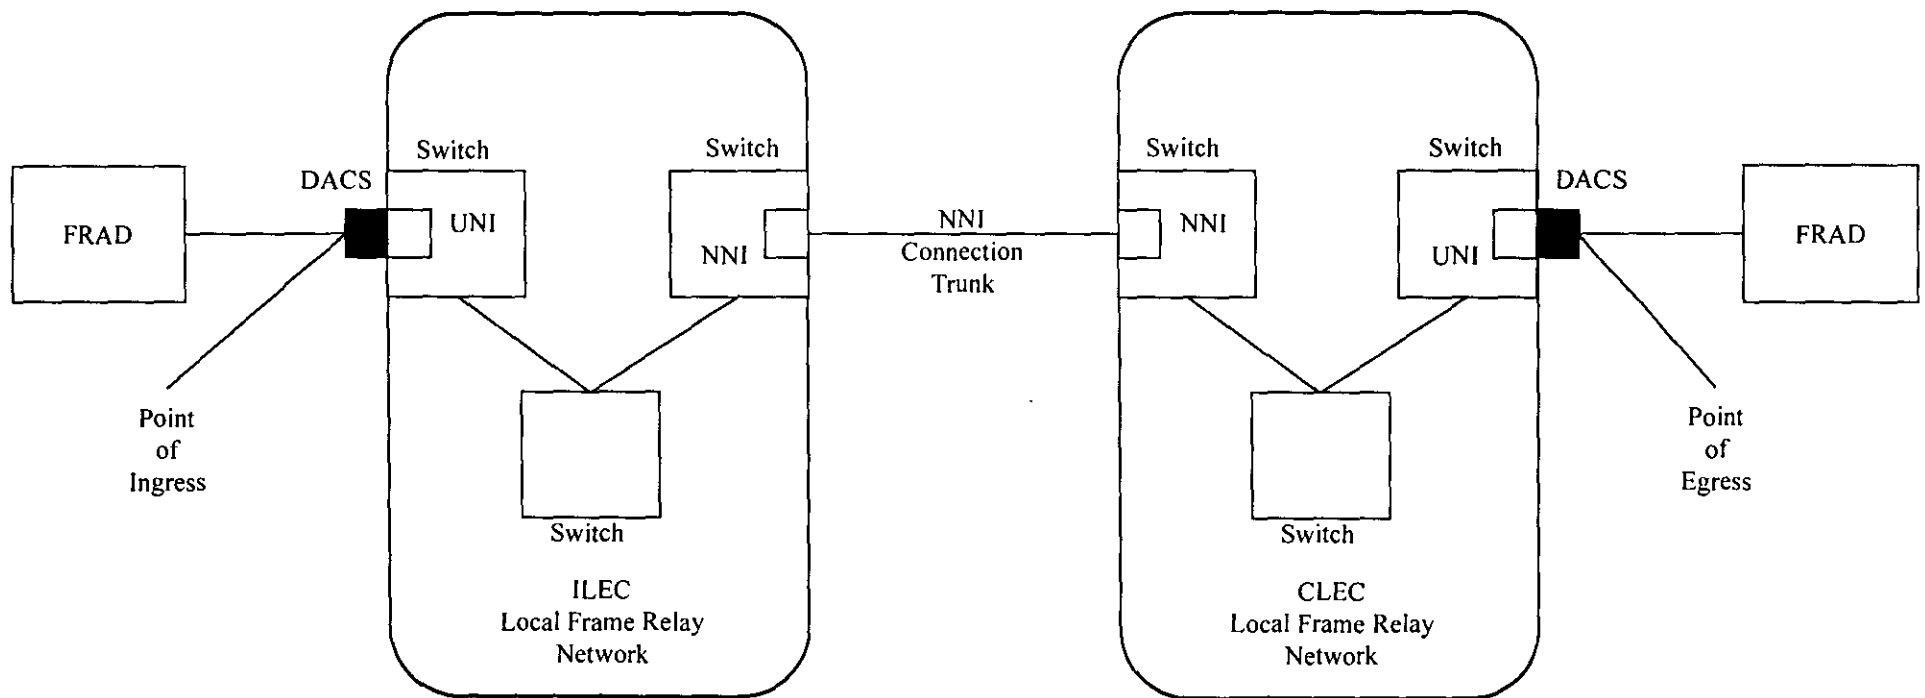 Switch
Switch
Switch
Switch
DACS
DACS
FRAD
UNI
NNI
NNI
Connection
Trunk
NNI
UNI
FRAD
Point
of
Ingress
Point
of
Egress
Switch
Switch
ILEC
Local Frame Relay
Network
CLEC
Local Frame Relay
Network